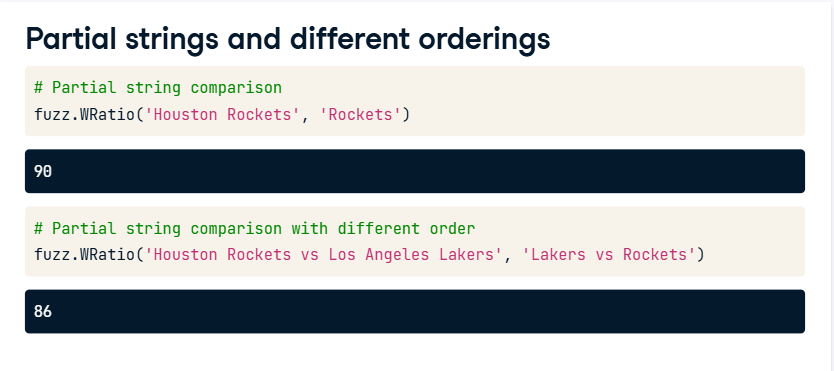 Partial strings and different orderings
# Partial string comparison
fuzz.WRatio('Houston Rockets', 'Rockets')
90
# Partial string comparison with different order
fuzz.WRatio('Houston Rockets vs Los Angeles Lakers', 'Lakers vs Rockets')
86